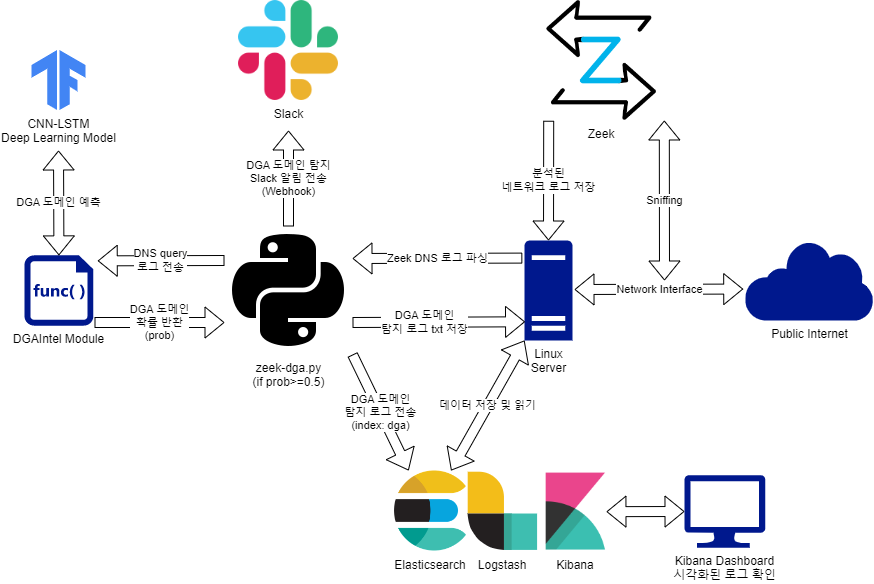 Slack
CNN-LSTM
Deep Learning Model
Zeek
DGA 도메인 탐지
Slack 알림 전송
(Webhook)
분석된
네트워크 로그 저장
DGA 도메인 예측
Sniffing
DNS query
로그 전송
Zeek DNS 로그 파싱
func( )
Network Interface
DGAIntel Module
DGA 도메인
확률 반환
(prob)
DGA 도메인
탐지 로그 txt 저장
Public Internet
zeek-dga.py
(if prob>=0.5)
Linux
Server
DGA 도메인
탐지 로그 전송
(index: dga)
데이터 저장 및 읽기
Elasticsearch
Logstash
Kibana
Kibana Dashboard
시각화된 로그 확인